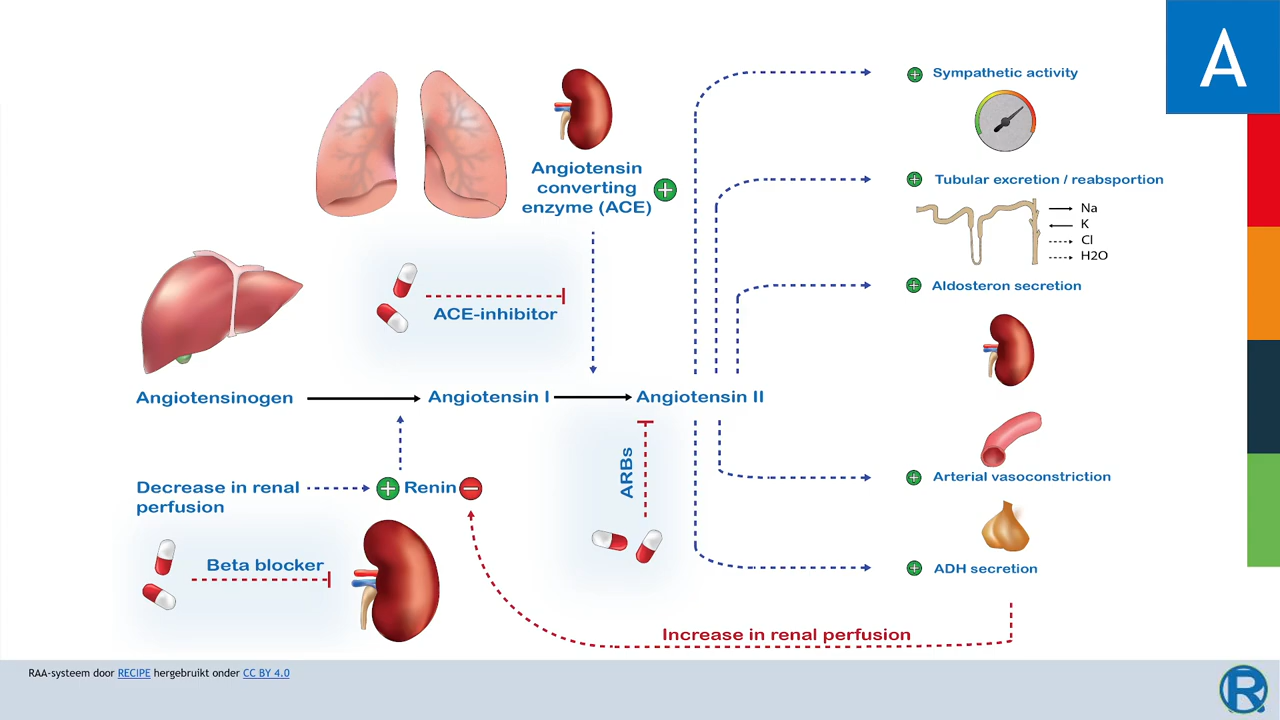 A
Sympathetic activity
Angiotensin
converting
enzyme (ACE)
Tubular excretion / reabsportion
Na
K
Cl
H2O
Aldosteron secretion
ACE-inhibitor
Angiotensinogen
Angiotensin I
Angiotensin II
ARBs
Arterial vasoconstriction
Decrease in renal
perfusion
Renin
Beta blocker
ADH secretion
Increase in renal perfusion
RAA-systeem door RECIPE hergebruikt onder CC BY 4.0
R